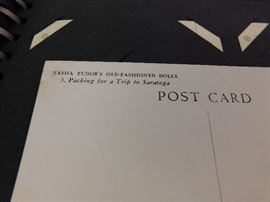 TASHA TUDOR'S OLD-FASHIONED DOLLS
3. Packing for a Trip to Saratoga
POST CARD